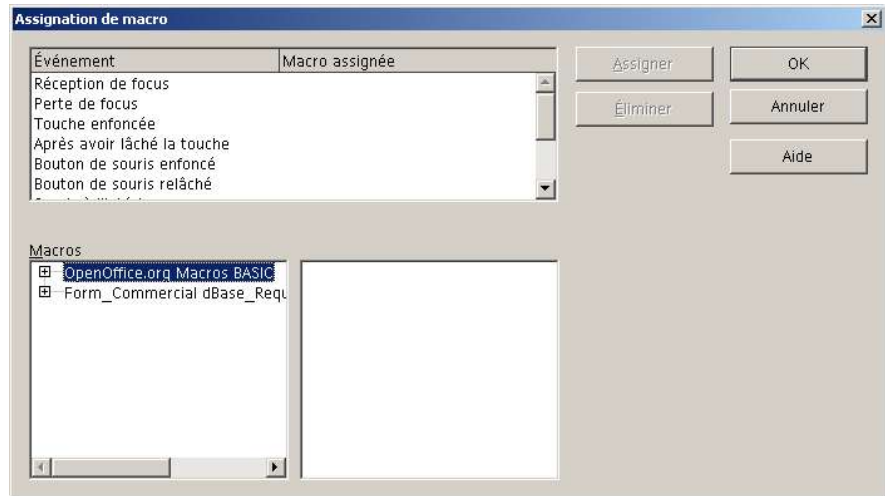 Assignation de macro
Événement Macro assignée
Réception de focus
Perte de focus
Touche enfoncée
Après avoir lâché la touche
Bouton de souris enfoncé
Bouton de souris relâché
Assigner
Éliminer
OK
Annuler
Aide
Macros
OpenOffice.org Macros BASIC
Form_Commercial dBase_Requ